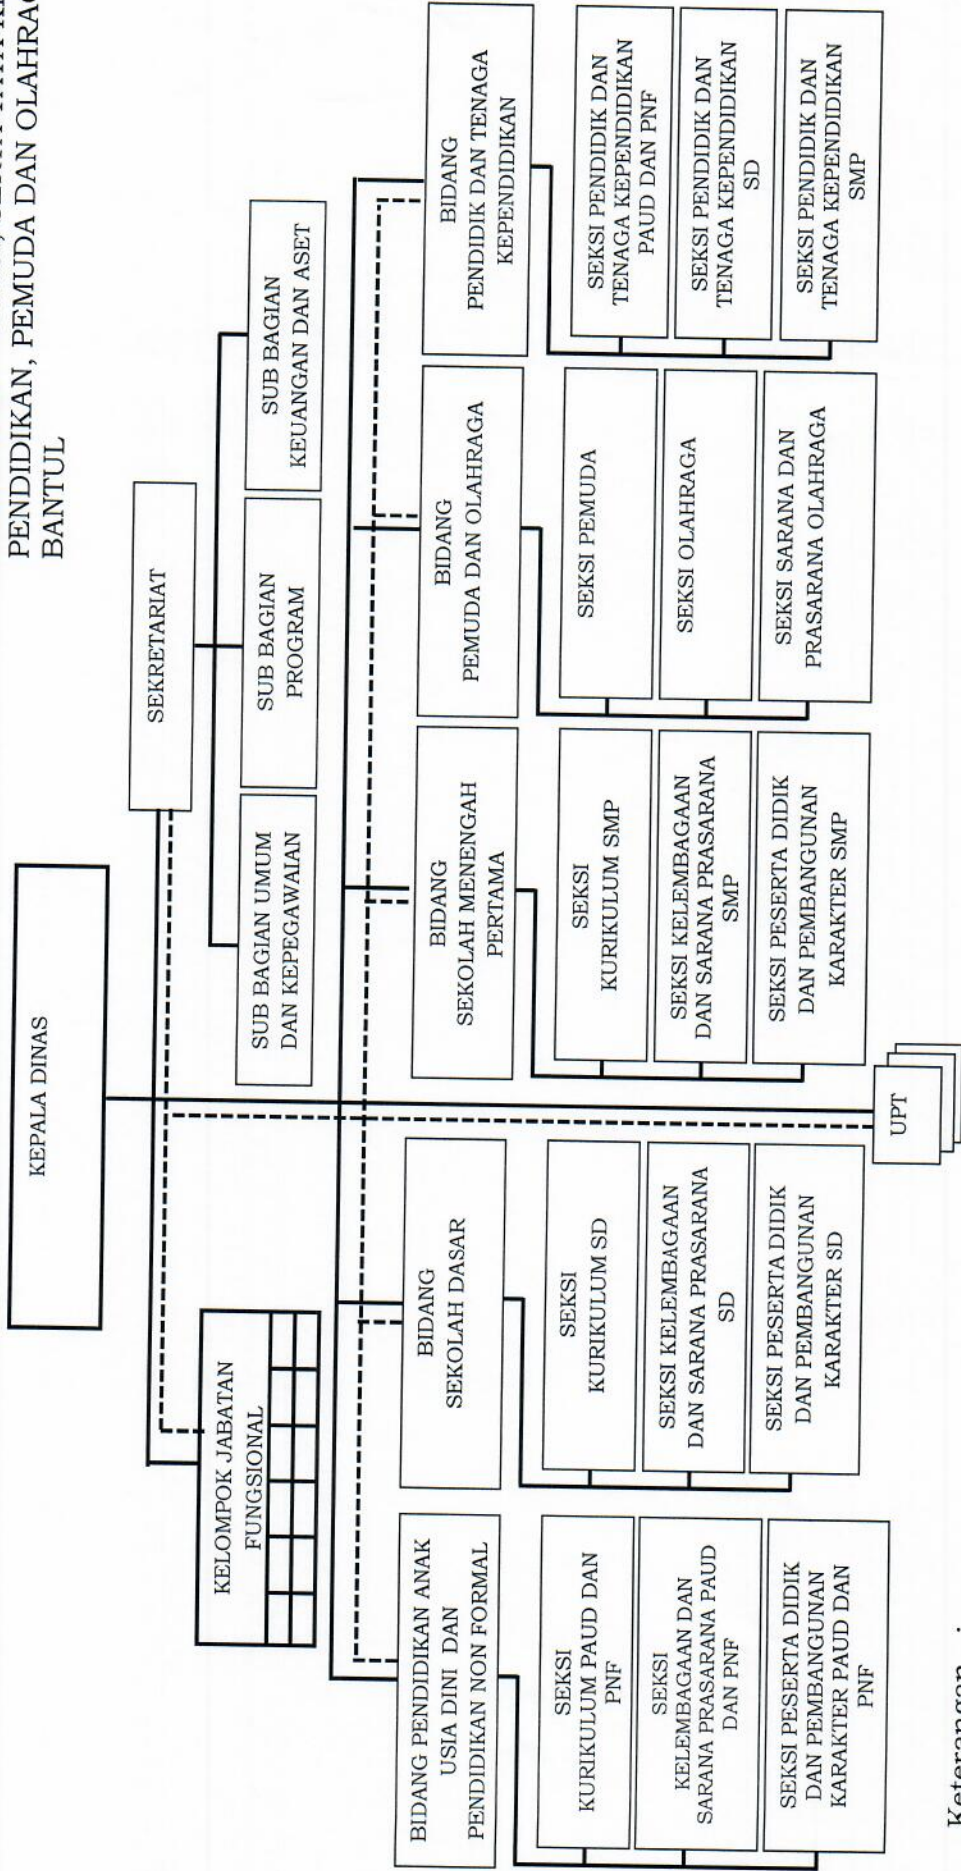 PENDIDIKAN, PEMUDA DAN OLAHRAG
BANTUL
KEPALA DINAS
SEKRETARIAT
KELOMPOK JABATAN
FUNGSIONAL
SUB BAGIAN UMUM
DAN KEPEGAWAIAN
SUB BAGIAN
PROGRAM
SUB BAGIAN
KEUANGAN DAN ASET
BIDANG PENDIDIKAN ANAK
USIA DINI DAN
PENDIDIKAN NON FORMAL
SEKSI
KURIKULUM PAUD DAN
PNF
SEKSI
KELEMBAGAAN DAN
SARANA PRASARANA PAUD
DAN PNF
SEKSI PESERTA DIDIK
DAN PEMBANGUNAN
KARAKTER PAUD DAN
PNF
BIDANG
SEKOLAH DASAR
SEKSI
KURIKULUM SD
SEKSI KELEMBAGAAN
DAN SARANA PRASARANA
SD
SEKSI PESERTA DIDIK
DAN PEMBANGUNAN
KARAKTER SD
BIDANG
SEKOLAH MENENGAH
PERTAMA
SEKSI
KURIKULUM SMP
SEKSI KELEMBAGAAN
DAN SARANA PRASARANA
SMP
SEKSI PESERTA DIDIK
DAN PEMBANGUNAN
KARAKTER SMP
BIDANG
PEMUDA DAN OLAHRAGA
SEKSI PEMUDA
SEKSI OLAHRAGA
SEKSI SARANA DAN
PRASARANA OLAHRAGA
BIDANG
PENDIDIK DAN TENAGA
KEPENDIDIKAN
SEKSI PENDIDIK DAN
TENAGA KEPENDIDIKAN
PAUD DAN PNF
SEKSI PENDIDIK DAN
TENAGA KEPENDIDIKAN
SD
SEKSI PENDIDIK DAN
TENAGA KEPENDIDIKAN
SMP
UPT
Keterangan :